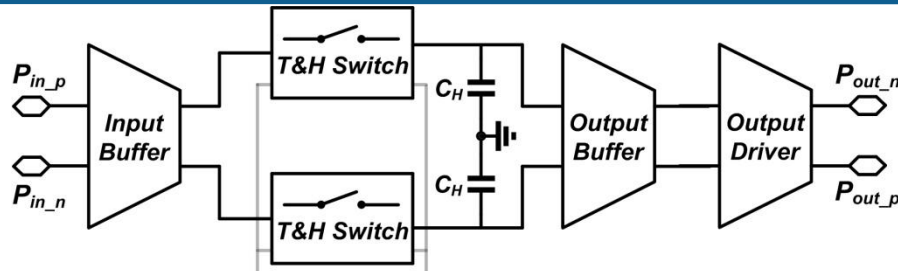 P_in_p
P_in_n
Input
Buffer
T&H Switch
T&H Switch
C_H
C_H
Output
Buffer
Output
Driver
P_out_n
P_out_p